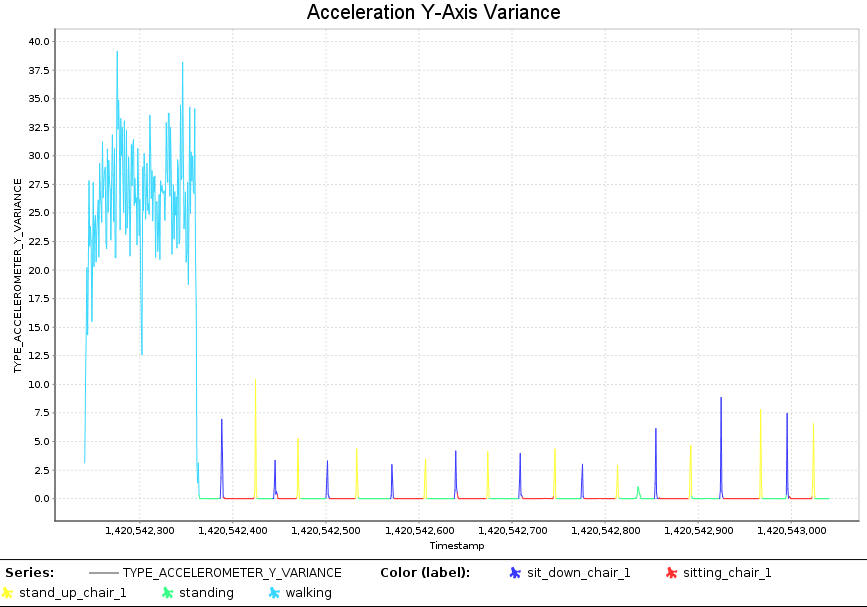 Acceleration Y-Axis Variance
TYPE_ACCELEROMETER_Y_VARIANCE
40.0
37.5
35.0
32.5
30.0
27.5
25.0
22.5
20.0
17.5
15.0
12.5
10.0
7.5
5.0
2.5
0.0
1,420,542,300 1,420,542,400 1,420,542,500 1,420,542,600 1,420,542,700 1,420,542,800 1,420,542,900 1,420,543,000
Timestamp
Series: TYPE_ACCELEROMETER_Y_VARIANCE Color (label): sit_down_chair_1 sitting_chair_1
stand_up_chair_1 standing walking